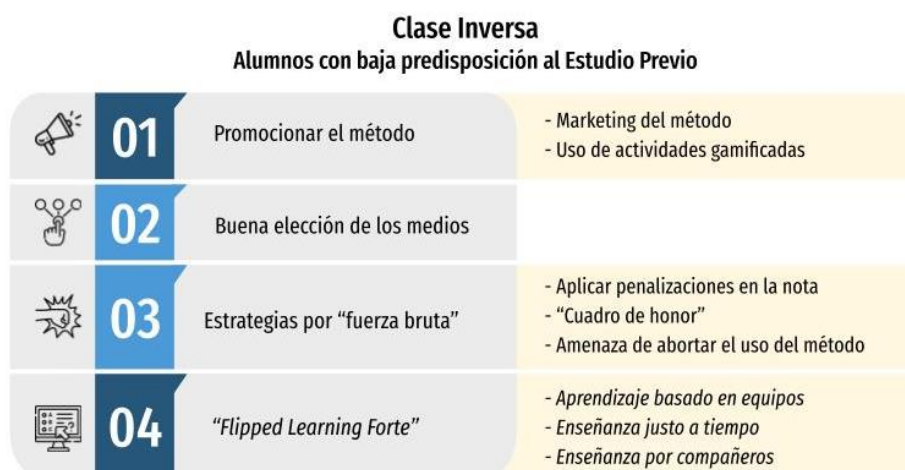 Clase Inversa
Alumnos con baja predisposición al Estudio Previo
01
Promocionar el método
- Marketing del método
- Uso de actividades gamificadas
02
Buena elección de los medios
03
Estrategias por “fuerza bruta”
- Aplicar penalizaciones en la nota
- “Cuadro de honor”
- Amenaza de abortar el uso del método
04
“Flipped Learning Forte”
- Aprendizaje basado en equipos
- Enseñanza justo a tiempo
- Enseñanza por compañeros